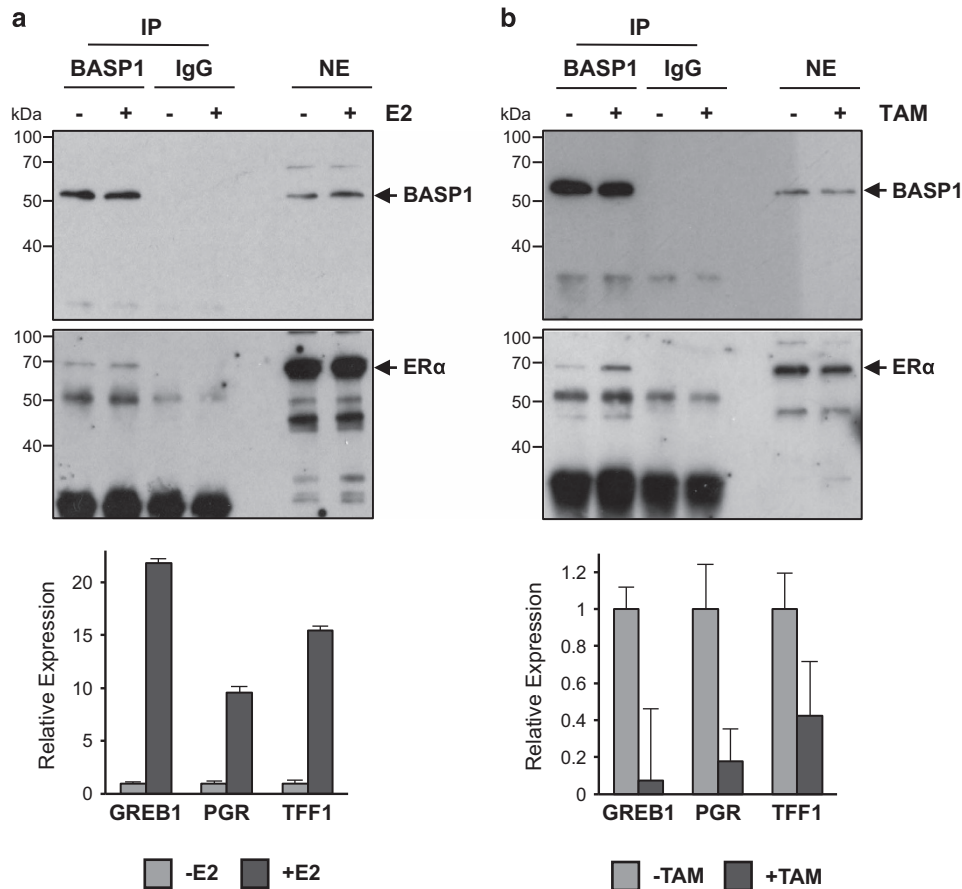 a
IP
BASP1 IgG NE
kDa - + - + - + E2
100
70
50
40
BASP1
100
70
50
40
ERα
Relative Expression
20
15
10
5
0
GREB1 PGR TFF1
-E2 +E2
b
IP
BASP1 IgG NE
kDa - + - + - + TAM
100
70
50
40
BASP1
100
70
50
40
ERα
Relative Expression
1.2
1
0.8
0.6
0.4
0.2
0
GREB1 PGR TFF1
-TAM +TAM